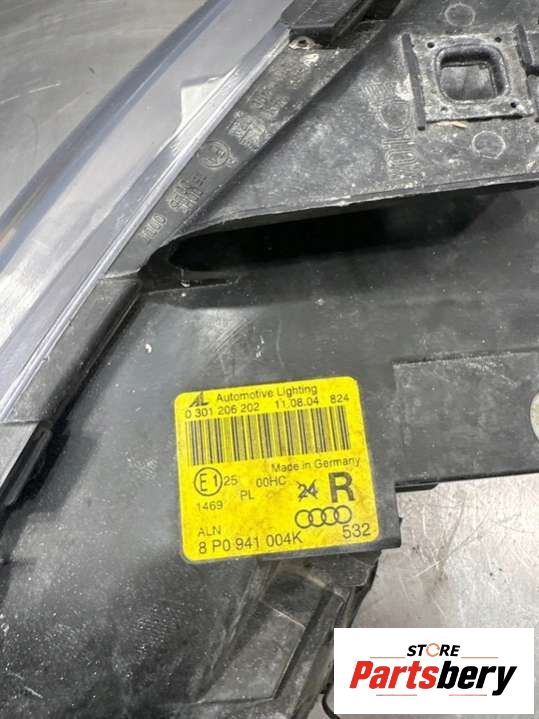 AL Automotive Lighting
0 301 206 202 11.08.04 824
Made in Germany
E1 25 00HC 24 R
1469 PL
ALN 532
8 P0 941 004K
STORE
Partsbery